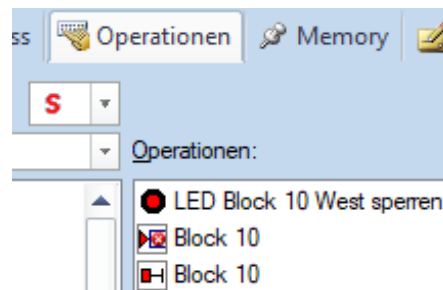 ss Operationen Memory
S
Operationen:
LED Block 10 West sperren
Block 10
Block 10